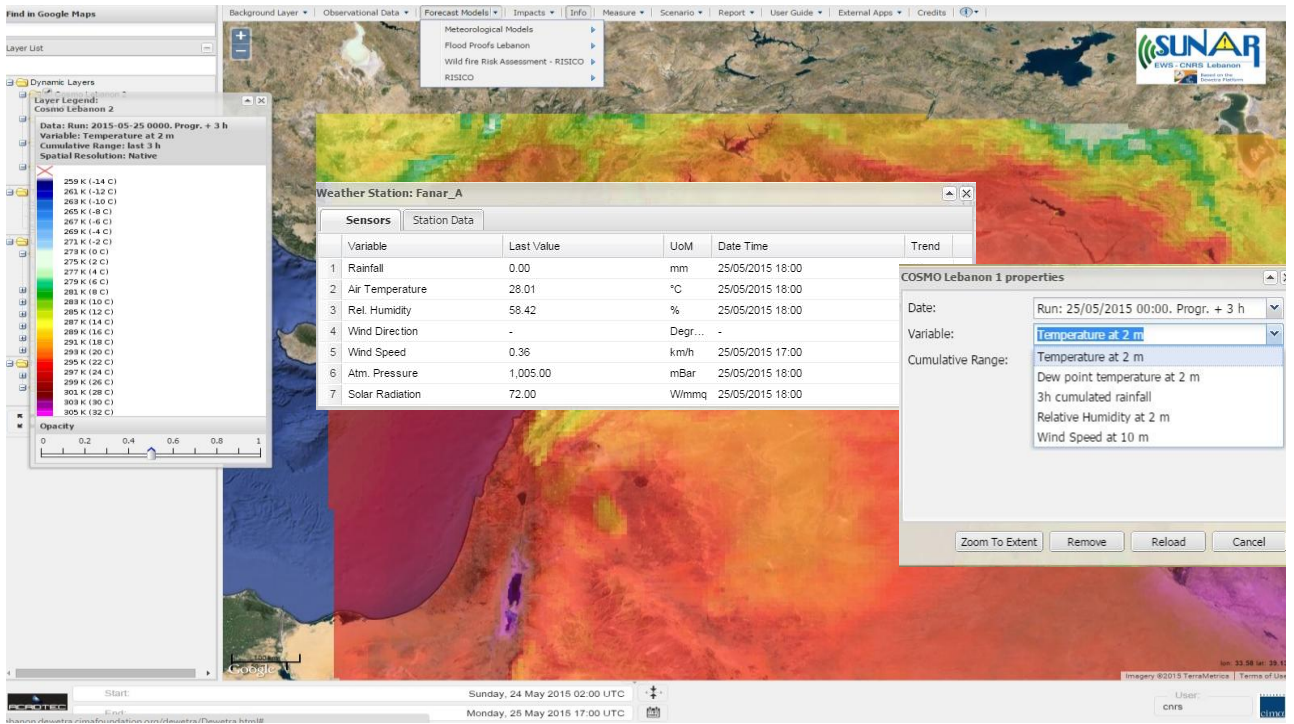 Find in Google Maps
Background Layer
Observational Data
Forecast Models
Impacts
Info
Measure
Scenario
Report
User Guide
External Apps
Credits
Meteorological Models
Flood Proofs Lebanon
Wild fire Risk Assessment - RISICO
RISICO
SUNAR
EWS - CNRS Lebanon
Based on the
Dewetra Platform
Layer List
Dynamic Layers
Layer Legend:
Cosmo Lebanon 2
Data: Run: 2015-05-25 0000. Progr. + 3 h
Variable: Temperature at 2 m
Cumulative Range: last 3 h
Spatial Resolution: Native
259 K (-14 C)
261 K (-12 C)
263 K (-10 C)
265 K (-8 C)
267 K (-6 C)
269 K (-4 C)
271 K (-2 C)
273 K (0 C)
275 K (2 C)
277 K (4 C)
279 K (6 C)
281 K (8 C)
283 K (10 C)
285 K (12 C)
287 K (14 C)
289 K (16 C)
291 K (18 C)
293 K (20 C)
295 K (22 C)
297 K (24 C)
299 K (26 C)
301 K (28 C)
303 K (30 C)
305 K (32 C)
Opacity
0 0.2 0.4 0.6 0.8 1
Weather Station: Fanar_A
Sensors Station Data
Variable Last Value UoM Date Time Trend
1 Rainfall 0.00 mm 25/05/2015 18:00
2 Air Temperature 28.01 °C 25/05/2015 18:00
3 Rel. Humidity 58.42 % 25/05/2015 18:00
4 Wind Direction - Degr... -
5 Wind Speed 0.36 km/h 25/05/2015 17:00
6 Atm. Pressure 1,005.00 mBar 25/05/2015 18:00
7 Solar Radiation 72.00 W/mmq 25/05/2015 18:00
COSMO Lebanon 1 properties
Date: Run: 25/05/2015 00:00. Progr. + 3 h
Variable: Temperature at 2 m
Cumulative Range:
Temperature at 2 m
Dew point temperature at 2 m
3h cumulated rainfall
Relative Humidity at 2 m
Wind Speed at 10 m
Zoom To Extent Remove Reload Cancel
Google
Imagery ©2015 TerraMetrics Terms of Use
ACROTEC
Start: Sunday, 24 May 2015 02:00 UTC
End: Monday, 25 May 2015 17:00 UTC
User:
cnrs
cima